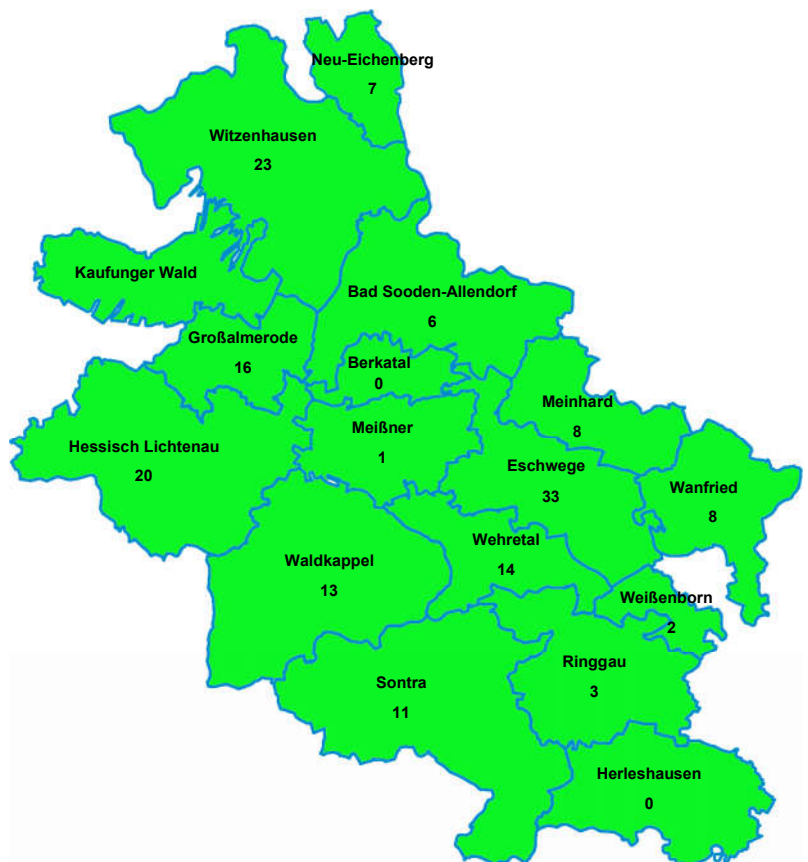 Neu-Eichenberg
7
Witzenhausen
23
Kaufunger Wald
Bad Sooden-Allendorf
6
Großalmerode
16
Berkatal
0
Meinhard
8
Meißner
1
Hessisch Lichtenau
20
Eschwege
33
Wanfried
8
Wehretal
14
Waldkappel
13
Weißenborn
2
Ringgau
3
Sontra
11
Herleshausen
0